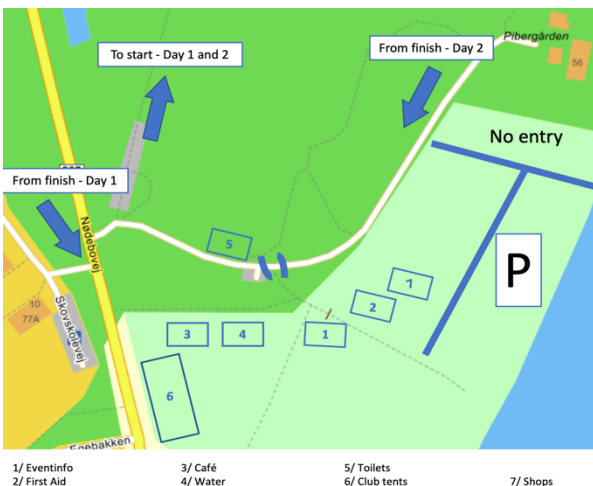 To start - Day 1 and 2
From finish - Day 2
Pibergården
56
No entry
From finish - Day 1
Nødebovej
5
P
1
2
10
77A
Skovskolevej
3
4
1
6
Egebakken
1/ Eventinfo
3/ Café
5/ Toilets
2/ First Aid
4/ Water
6/ Club tents
7/ Shops